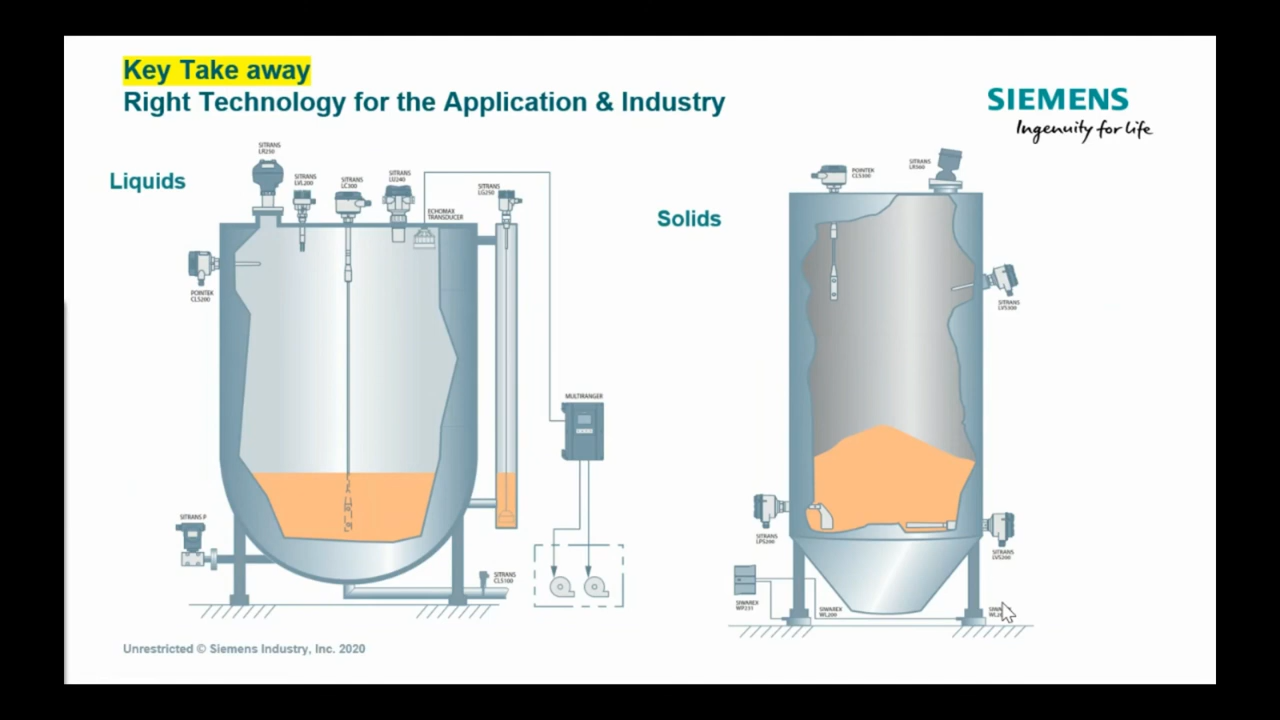 Key Take away
Right Technology for the Application & Industry
SIEMENS
Ingenuity for life
Liquids
SITRANS
LR250
SITRANS
LVL200
SITRANS
LC300
SITRANS
LU240
ECHOMAX
TRANSDUCER
SITRANS
LG250
POINTEK
CLS200
MULTIRANGER
SITRANS P
SITRANS
CLS100
Solids
POINTEK
CLS300
SITRANS
LR560
SITRANS
LVS300
SITRANS
LPS200
SITRANS
LVS200
SIWAREX
WP231
SIWAREX
WL200
Unrestricted © Siemens Industry, Inc. 2020